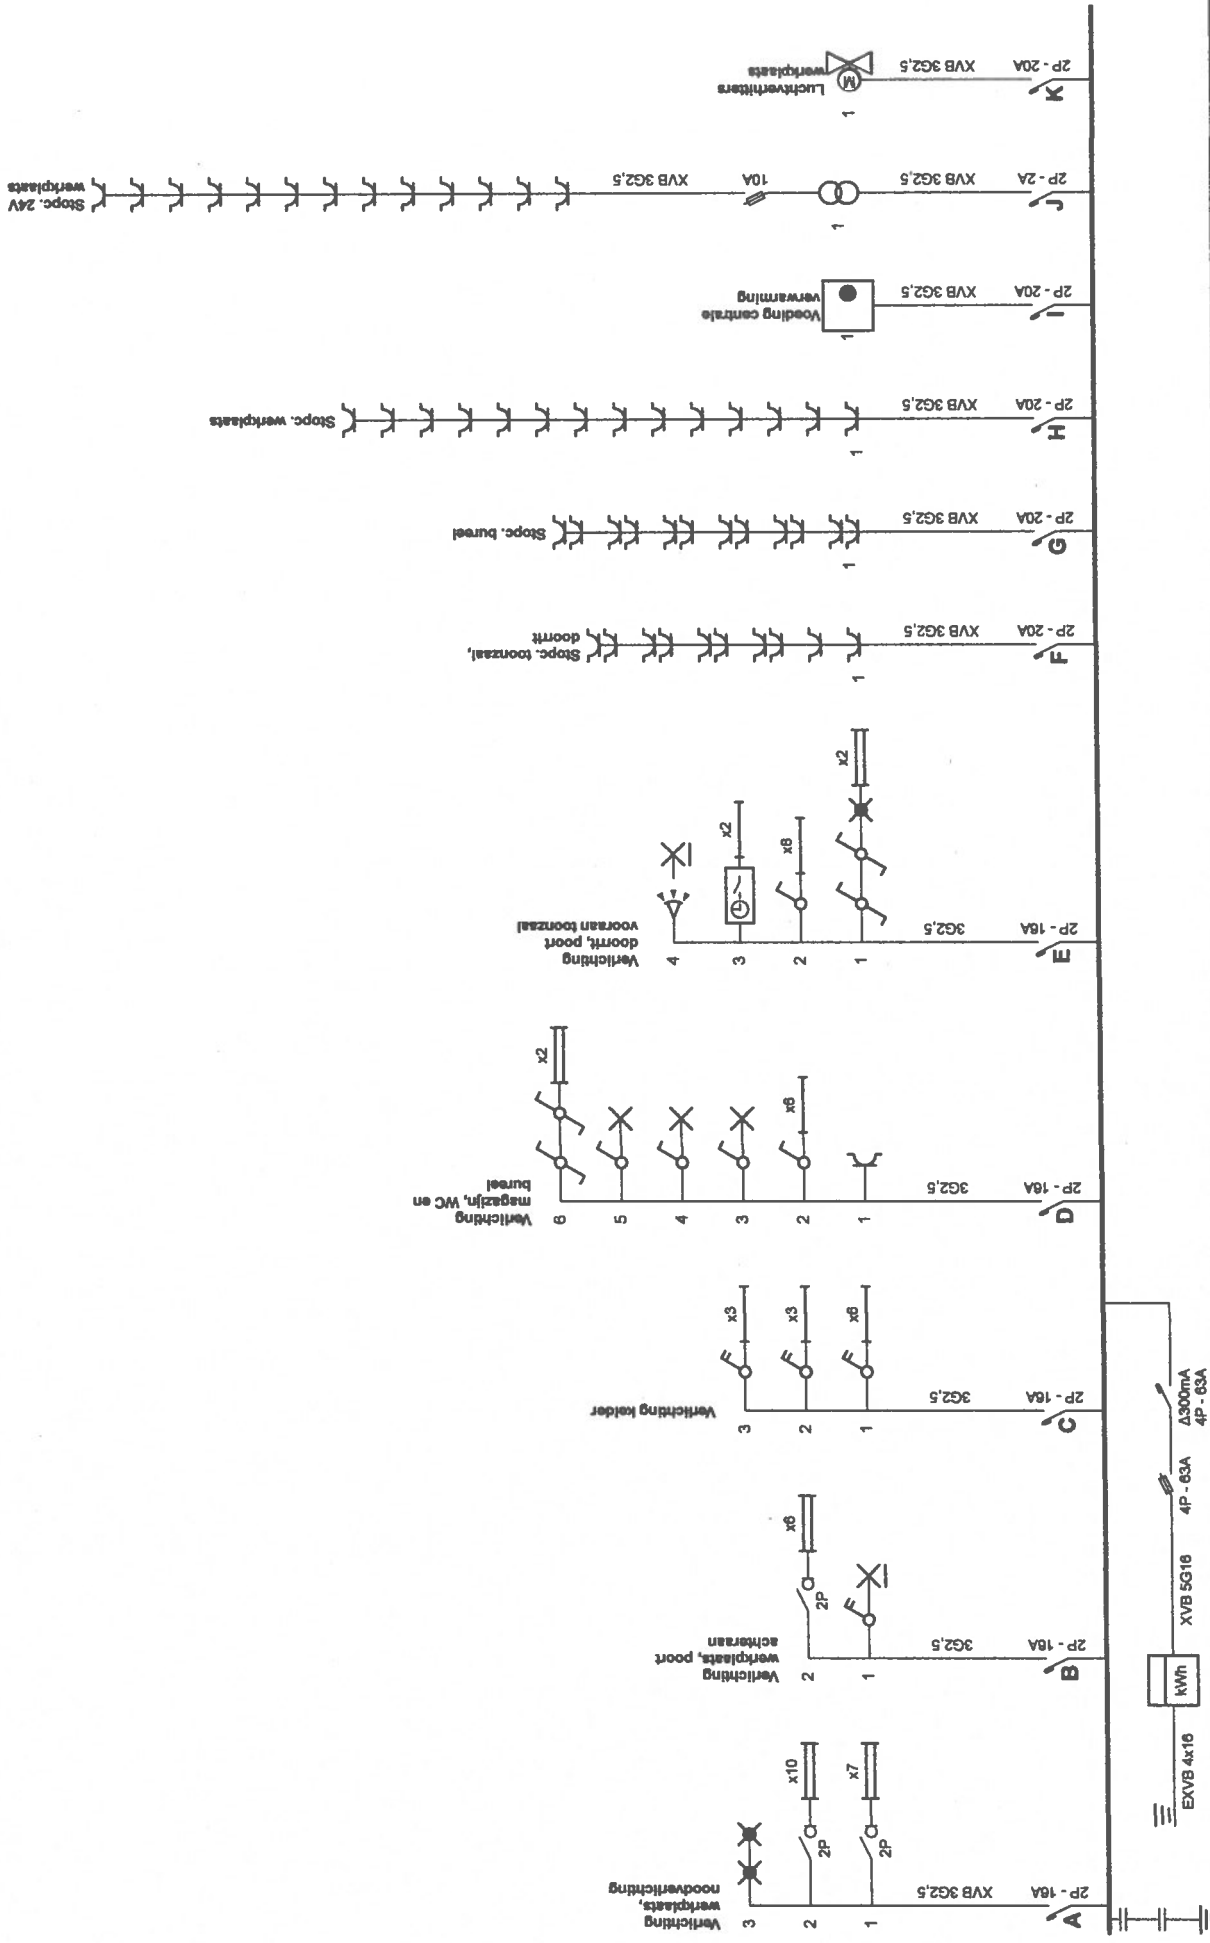 Verlichting
werkplaats,
noodverlichting
3
2
1
x10
x7
2P
2P
XVB 3G2,5
2P - 16A
A
Verlichting
werkplaats, poort
achteraan
2
1
x6
2P
3G2,5
2P - 16A
B
Verlichting kelder
3
2
1
x3
x3
x6
3G2,5
2P - 16A
C
Verlichting
magazijn, WC en
bureel
6
5
4
3
2
1
x2
x6
3G2,5
2P - 16A
D
Verlichting
doorrit, poort
vooraan toonzaal
4
3
2
1
x2
x8
x2
3G2,5
2P - 16A
E
Stopc. toonzaal,
doorrit
1
XVB 3G2,5
2P - 20A
F
Stopc. bureel
1
XVB 3G2,5
2P - 20A
G
Stopc. werkplaats
1
XVB 3G2,5
2P - 20A
H
Voeding centrale
verwarming
1
XVB 3G2,5
2P - 20A
I
Stopc. 24V
werkplaats
XVB 3G2,5
10A
1
XVB 3G2,5
2P - 2A
J
Luchtverhitters
werkplaats
M
1
XVB 3G2,5
2P - 20A
K
EXVB 4x16
kWh
XVB 5G16
4P - 63A
Δ300mA
4P - 63A